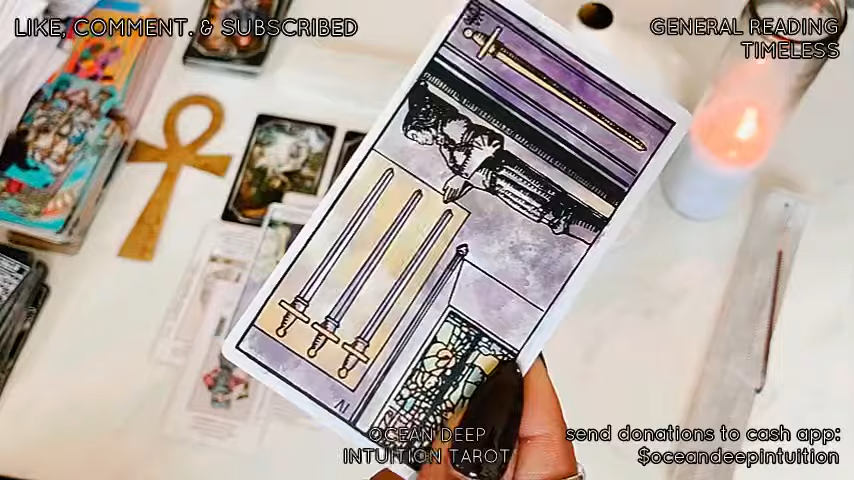 LIKE, COMMENT. & SUBSCRIBED
GENERAL READING
TIMELESS
IV
OCEAN DEEP
INTUITION TAROT
send donations to cash app:
$oceandeepintuition